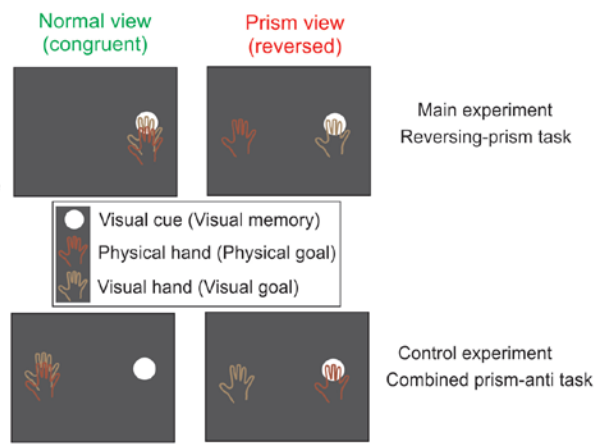 Normal view
(congruent)
Prism view
(reversed)
Main experiment
Reversing-prism task
Visual cue (Visual memory)
Physical hand (Physical goal)
Visual hand (Visual goal)
Control experiment
Combined prism-anti task